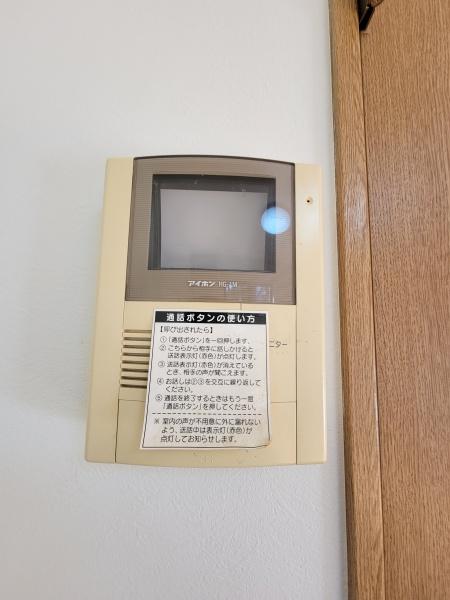 アイホン HG-1M
通話ボタンの使い方
【呼び出されたら】
①「通話ボタン」を一回押します。
② こちらから相手に話しかけると
送話表示灯(赤色)が点灯します。
③ 送話表示灯(赤色)が消えている
とき、相手の声が聞こえます。
④ お話しは②③を交互に繰り返して
ください。
⑤ 通話を終了するときはもう一度
「通話ボタン」を押してください。
※ 室内の声が不用意に外に漏れない
よう、送話中は表示灯(赤色)が
点灯してお知らせします。
ニター